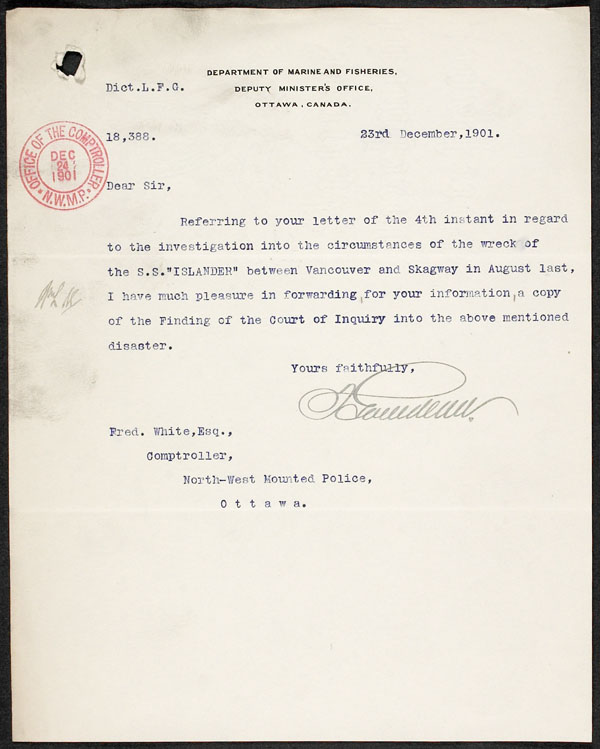 DEPARTMENT OF MARINE AND FISHERIES,
Dict.L.F.G.
DEPUTY MINISTER'S OFFICE,
OTTAWA, CANADA.
18,388.
23rd December,1901.
OFFICE OF THE COMPTROLLER
DEC
24
1901
N.W.M.P.
Dear Sir,
Referring to your letter of the 4th instant in regard
to the investigation into the circumstances of the wreck of
the S.S."ISLANDER" between Vancouver and Skagway in August last,
I have much pleasure in forwarding,for your information,a copy
of the Finding of the Court of Inquiry into the above mentioned
disaster.
Yours faithfully,
Fred. White,Esq.,
Comptroller,
North-West Mounted Police,
O t t a w a.